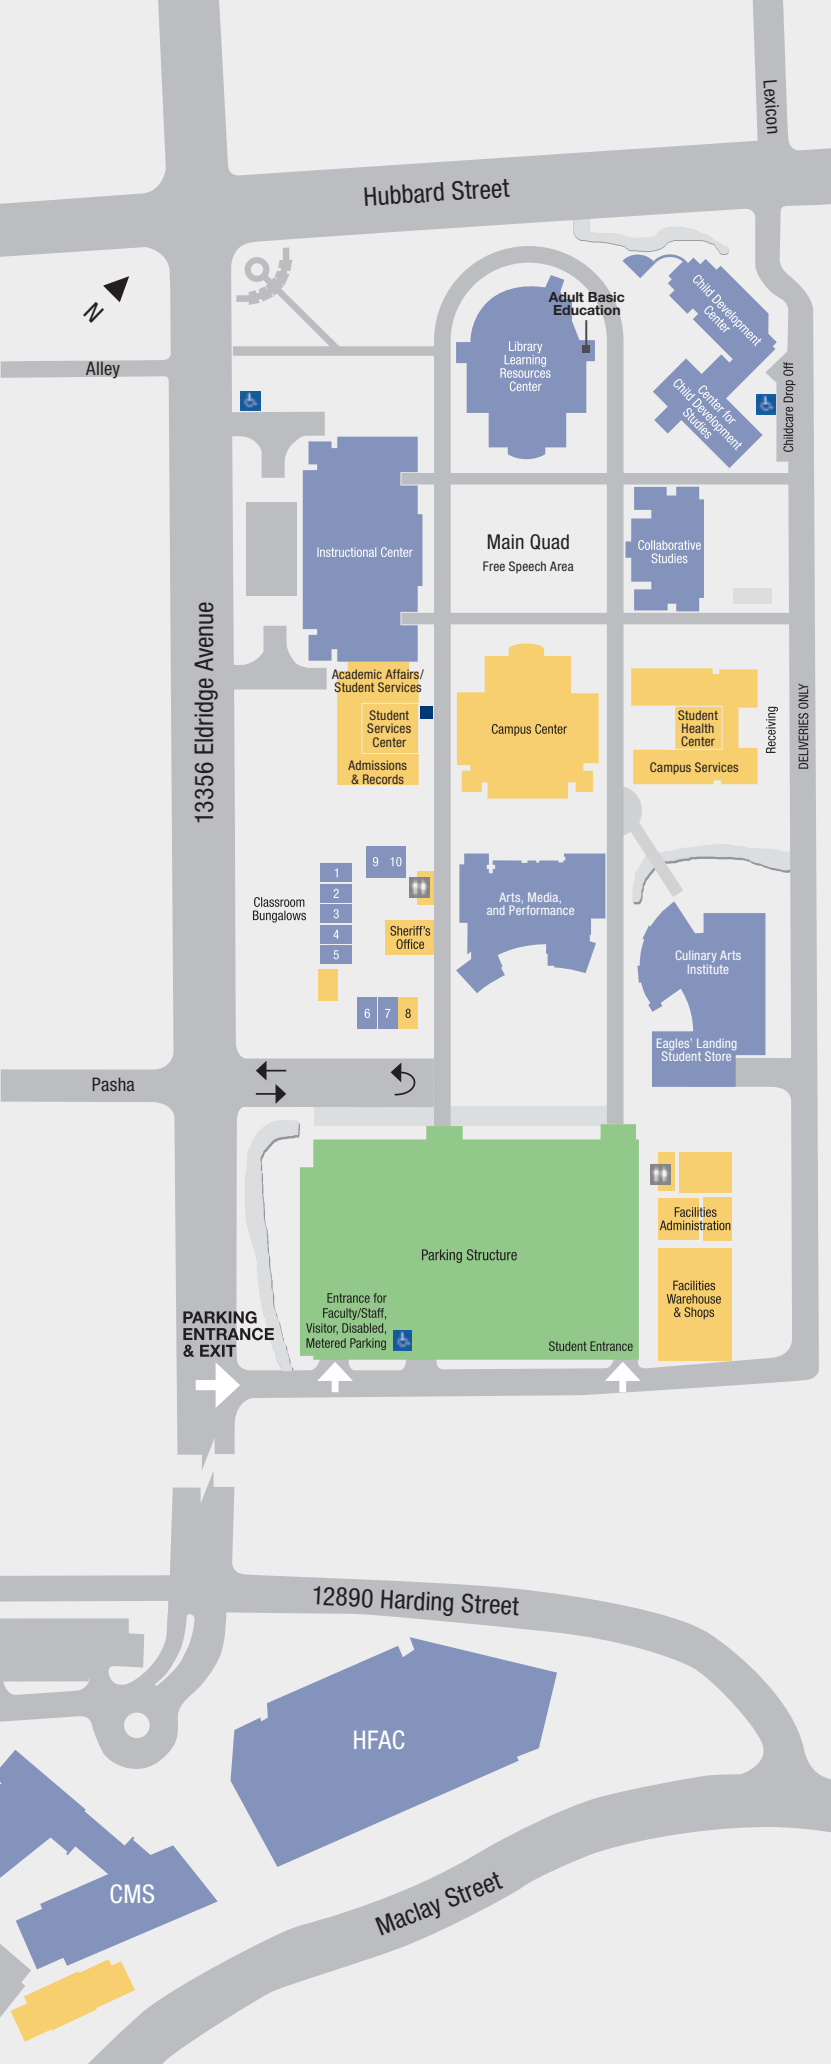 Lexicon
Hubbard Street
N
Alley
Adult Basic
Education
Library
Learning
Resources
Center
Child Development
Center
Center for
Child Development
Studies
Childcare Drop Off
Instructional Center
Main Quad
Free Speech Area
Collaborative
Studies
13356 Eldridge Avenue
Academic Affairs/
Student Services
Student
Services
Center
Admissions
& Records
Campus Center
Student
Health
Center
Campus Services
Receiving
DELIVERIES ONLY
9 10
1
2
3
4
5
Classroom
Bungalows
Sheriff's
Office
6 7 8
Arts, Media,
and Performance
Culinary Arts
Institute
Eagles' Landing
Student Store
Pasha
Parking Structure
Facilities
Administration
Facilities
Warehouse
& Shops
Entrance for
Faculty/Staff,
Visitor, Disabled,
Metered Parking
Student Entrance
PARKING
ENTRANCE
& EXIT
12890 Harding Street
HFAC
CMS
Maclay Street